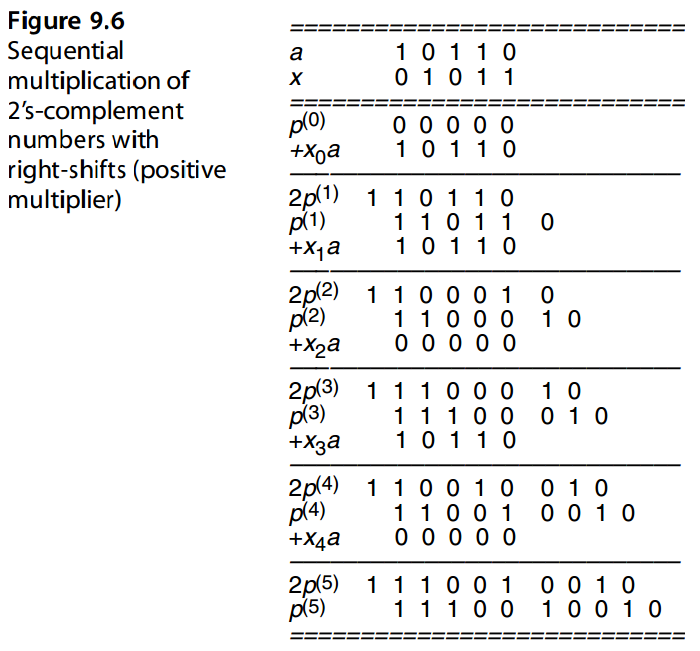 Figure 9.6
Sequential
multiplication of
2's-complement
numbers with
right-shifts (positive
multiplier)
================================
a 1 0 1 1 0
x 0 1 0 1 1
================================
p(0) 0 0 0 0 0
+x0a 1 0 1 1 0
2p(1) 1 1 0 1 1 0
p(1) 1 1 0 1 1 0
+x1a 1 0 1 1 0
2p(2) 1 1 0 0 0 1 0
p(2) 1 1 0 0 0 1 0
+x2a 0 0 0 0 0
2p(3) 1 1 1 0 0 0 1 0
p(3) 1 1 1 0 0 0 1 0
+x3a 1 0 1 1 0
2p(4) 1 1 0 0 1 0 0 1 0
p(4) 1 1 0 0 1 0 0 1 0
+x4a 0 0 0 0 0
2p(5) 1 1 1 0 0 1 0 0 1 0
p(5) 1 1 1 0 0 1 0 0 1 0
================================